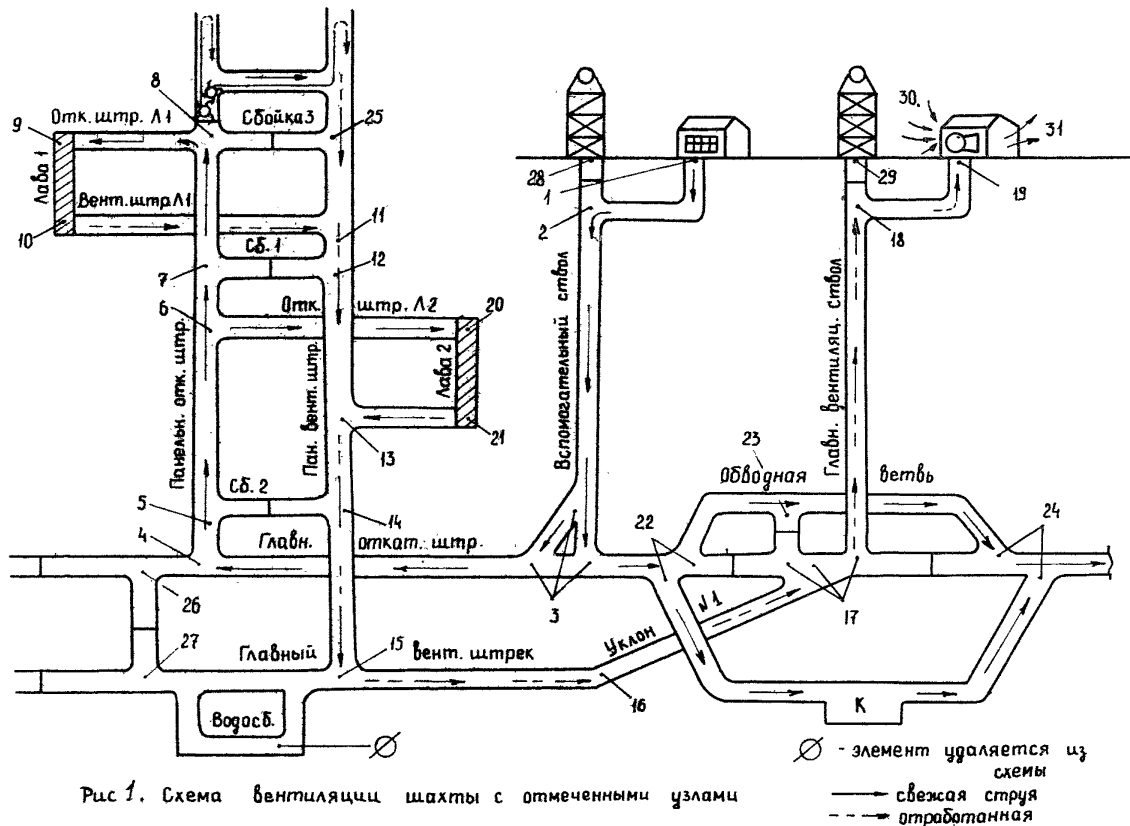 8
Сбойка 3
25
9
Отк. штр. Л1
Лава 1
Вент. штр. Л1
10
11
Сб. 1
12
7
6
Отк. штр. Л-2
20
Лава 2
21
13
Панельн. отк. штр.
Пан. вент. штр.
Сб. 2
5
14
4
Главн. откат. штр.
26
27
Главный вент. штрек
15
Водосб.
30.
31
28
29
1
2
19
18
Вспомагательный ствол
Главн. вентиляц. ствол
23
Обводная ветвь
22
24
3
17
Уклон №1
16
К
- элемент удаляется из
схемы
свежая струя
отработанная
Рис 1. Схема вентиляции шахты с отмеченными узлами